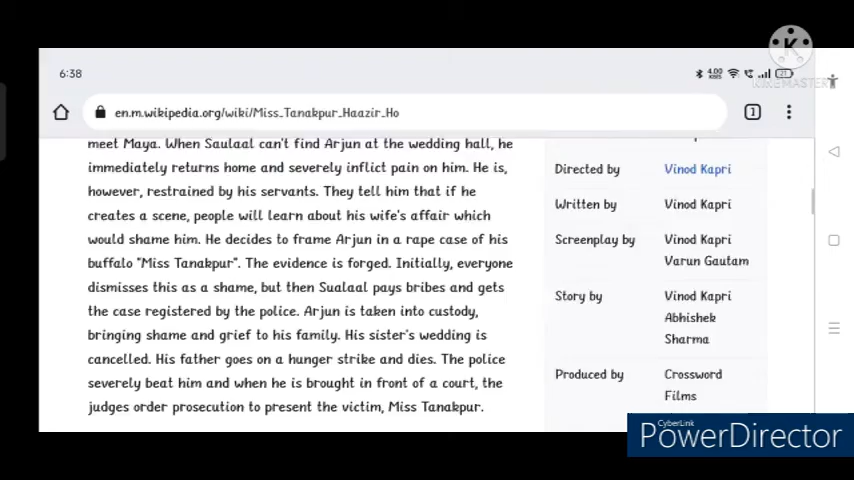 6:38
4.00
KB/S
21
KINEMASTER
en.m.wikipedia.org/wiki/Miss_Tanakpur_Haazir_Ho
1
meet Maya. When Saulaal can't find Arjun at the wedding hall, he
immediately returns home and severely inflict pain on him. He is,
however, restrained by his servants. They tell him that if he
creates a scene, people will learn about his wife's affair which
would shame him. He decides to frame Arjun in a rape case of his
buffalo "Miss Tanakpur". The evidence is forged. Initially, everyone
dismisses this as a shame, but then Sualaal pays bribes and gets
the case registered by the police. Arjun is taken into custody,
bringing shame and grief to his family. His sister's wedding is
cancelled. His father goes on a hunger strike and dies. The police
severely beat him and when he is brought in front of a court, the
judges order prosecution to present the victim, Miss Tanakpur.
Directed by Vinod Kapri
Written by Vinod Kapri
Screenplay by Vinod Kapri
Varun Gautam
Story by Vinod Kapri
Abhishek
Sharma
Produced by Crossword
Films
CyberLink
PowerDirector